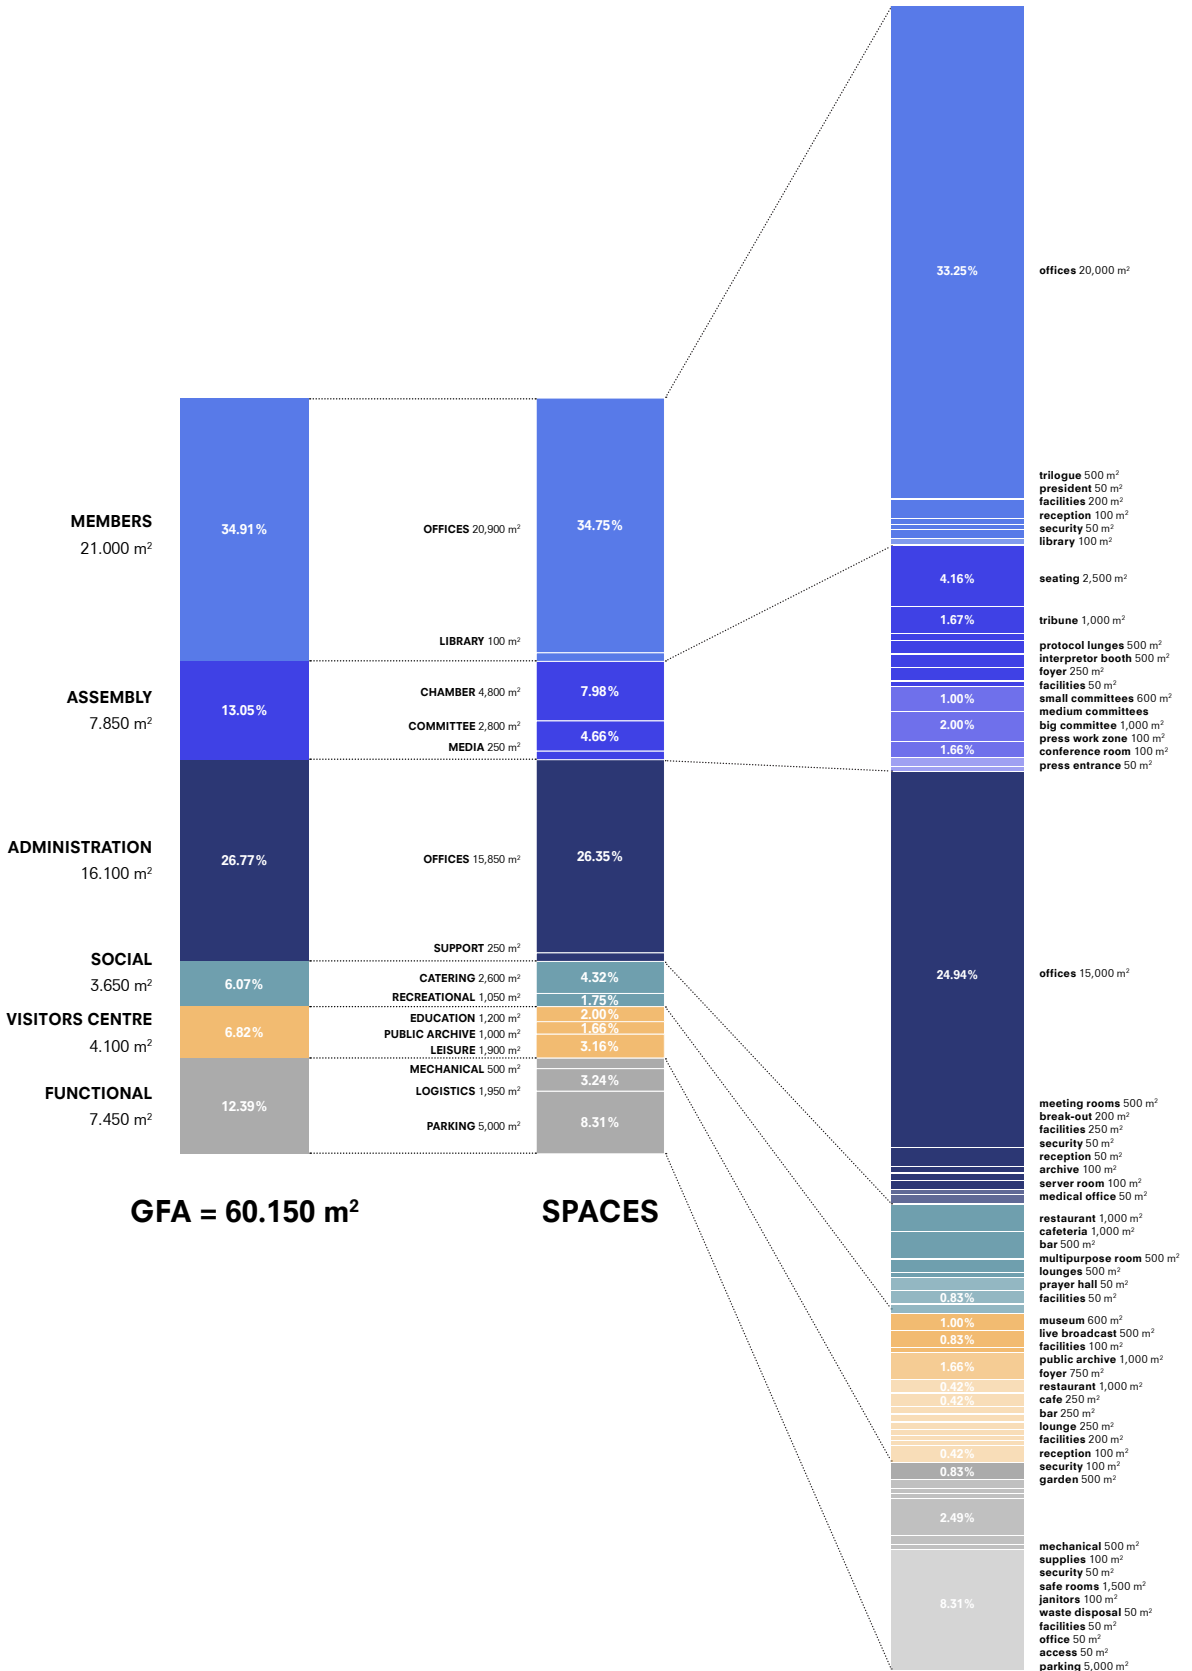 MEMBERS
21.000 m²
ASSEMBLY
7.850 m²
ADMINISTRATION
16.100 m²
SOCIAL
3.650 m²
VISITORS CENTRE
4.100 m²
FUNCTIONAL
7.450 m²
34.91%
13.05%
26.77%
6.07%
6.82%
12.39%
GFA = 60.150 m²
OFFICES 20,900 m²
LIBRARY 100 m²
CHAMBER 4,800 m²
COMMITTEE 2,800 m²
MEDIA 250 m²
OFFICES 15,850 m²
SUPPORT 250 m²
CATERING 2,600 m²
RECREATIONAL 1,050 m²
EDUCATION 1,200 m²
PUBLIC ARCHIVE 1,000 m²
LEISURE 1,900 m²
MECHANICAL 500 m²
LOGISTICS 1,950 m²
PARKING 5,000 m²
34.75%
7.98%
4.66%
26.35%
4.32%
1.75%
2.00%
1.66%
3.16%
3.24%
8.31%
SPACES
33.25%
4.16%
1.67%
1.00%
2.00%
1.66%
24.94%
0.83%
1.00%
0.83%
1.66%
0.42%
0.42%
0.42%
0.83%
2.49%
8.31%
offices 20,000 m²
trilogue 500 m²
president 50 m²
facilities 200 m²
reception 100 m²
security 50 m²
library 100 m²
seating 2,500 m²
tribune 1,000 m²
protocol lunges 500 m²
interpretor booth 500 m²
foyer 250 m²
facilities 50 m²
small committees 600 m²
medium committees
big committee 1,000 m²
press work zone 100 m²
conference room 100 m²
press entrance 50 m²
offices 15,000 m²
meeting rooms 500 m²
break-out 200 m²
facilities 250 m²
security 50 m²
reception 50 m²
archive 100 m²
server room 100 m²
medical office 50 m²
restaurant 1,000 m²
cafeteria 1,000 m²
bar 500 m²
multipurpose room 500 m²
lounges 500 m²
prayer hall 50 m²
facilities 50 m²
museum 600 m²
live broadcast 500 m²
facilities 100 m²
public archive 1,000 m²
foyer 750 m²
restaurant 1,000 m²
cafe 250 m²
bar 250 m²
lounge 250 m²
facilities 200 m²
reception 100 m²
security 100 m²
garden 500 m²
mechanical 500 m²
supplies 100 m²
security 50 m²
safe rooms 1,500 m²
janitors 100 m²
waste disposal 50 m²
facilities 50 m²
office 50 m²
access 50 m²
parking 5,000 m²